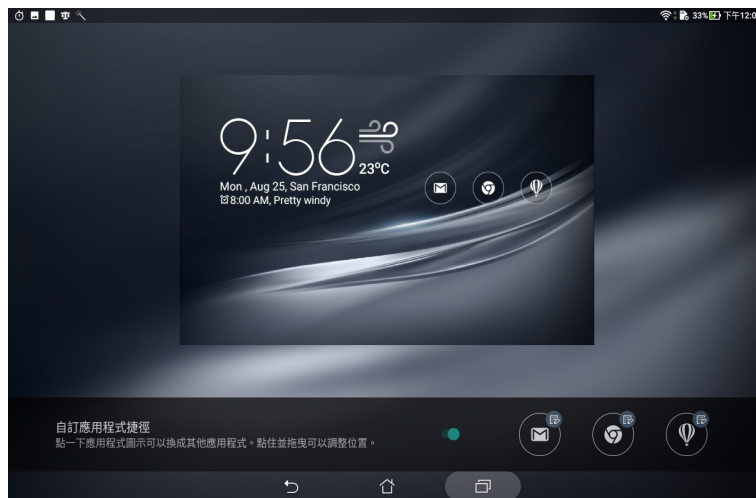 33% 下午12:0
9:56
23°C
Mon , Aug 25, San Francisco
8:00 AM, Pretty windy
自訂應用程式捷徑
點一下應用程式圖示可以換成其他應用程式。點住並拖曳可以調整位置。